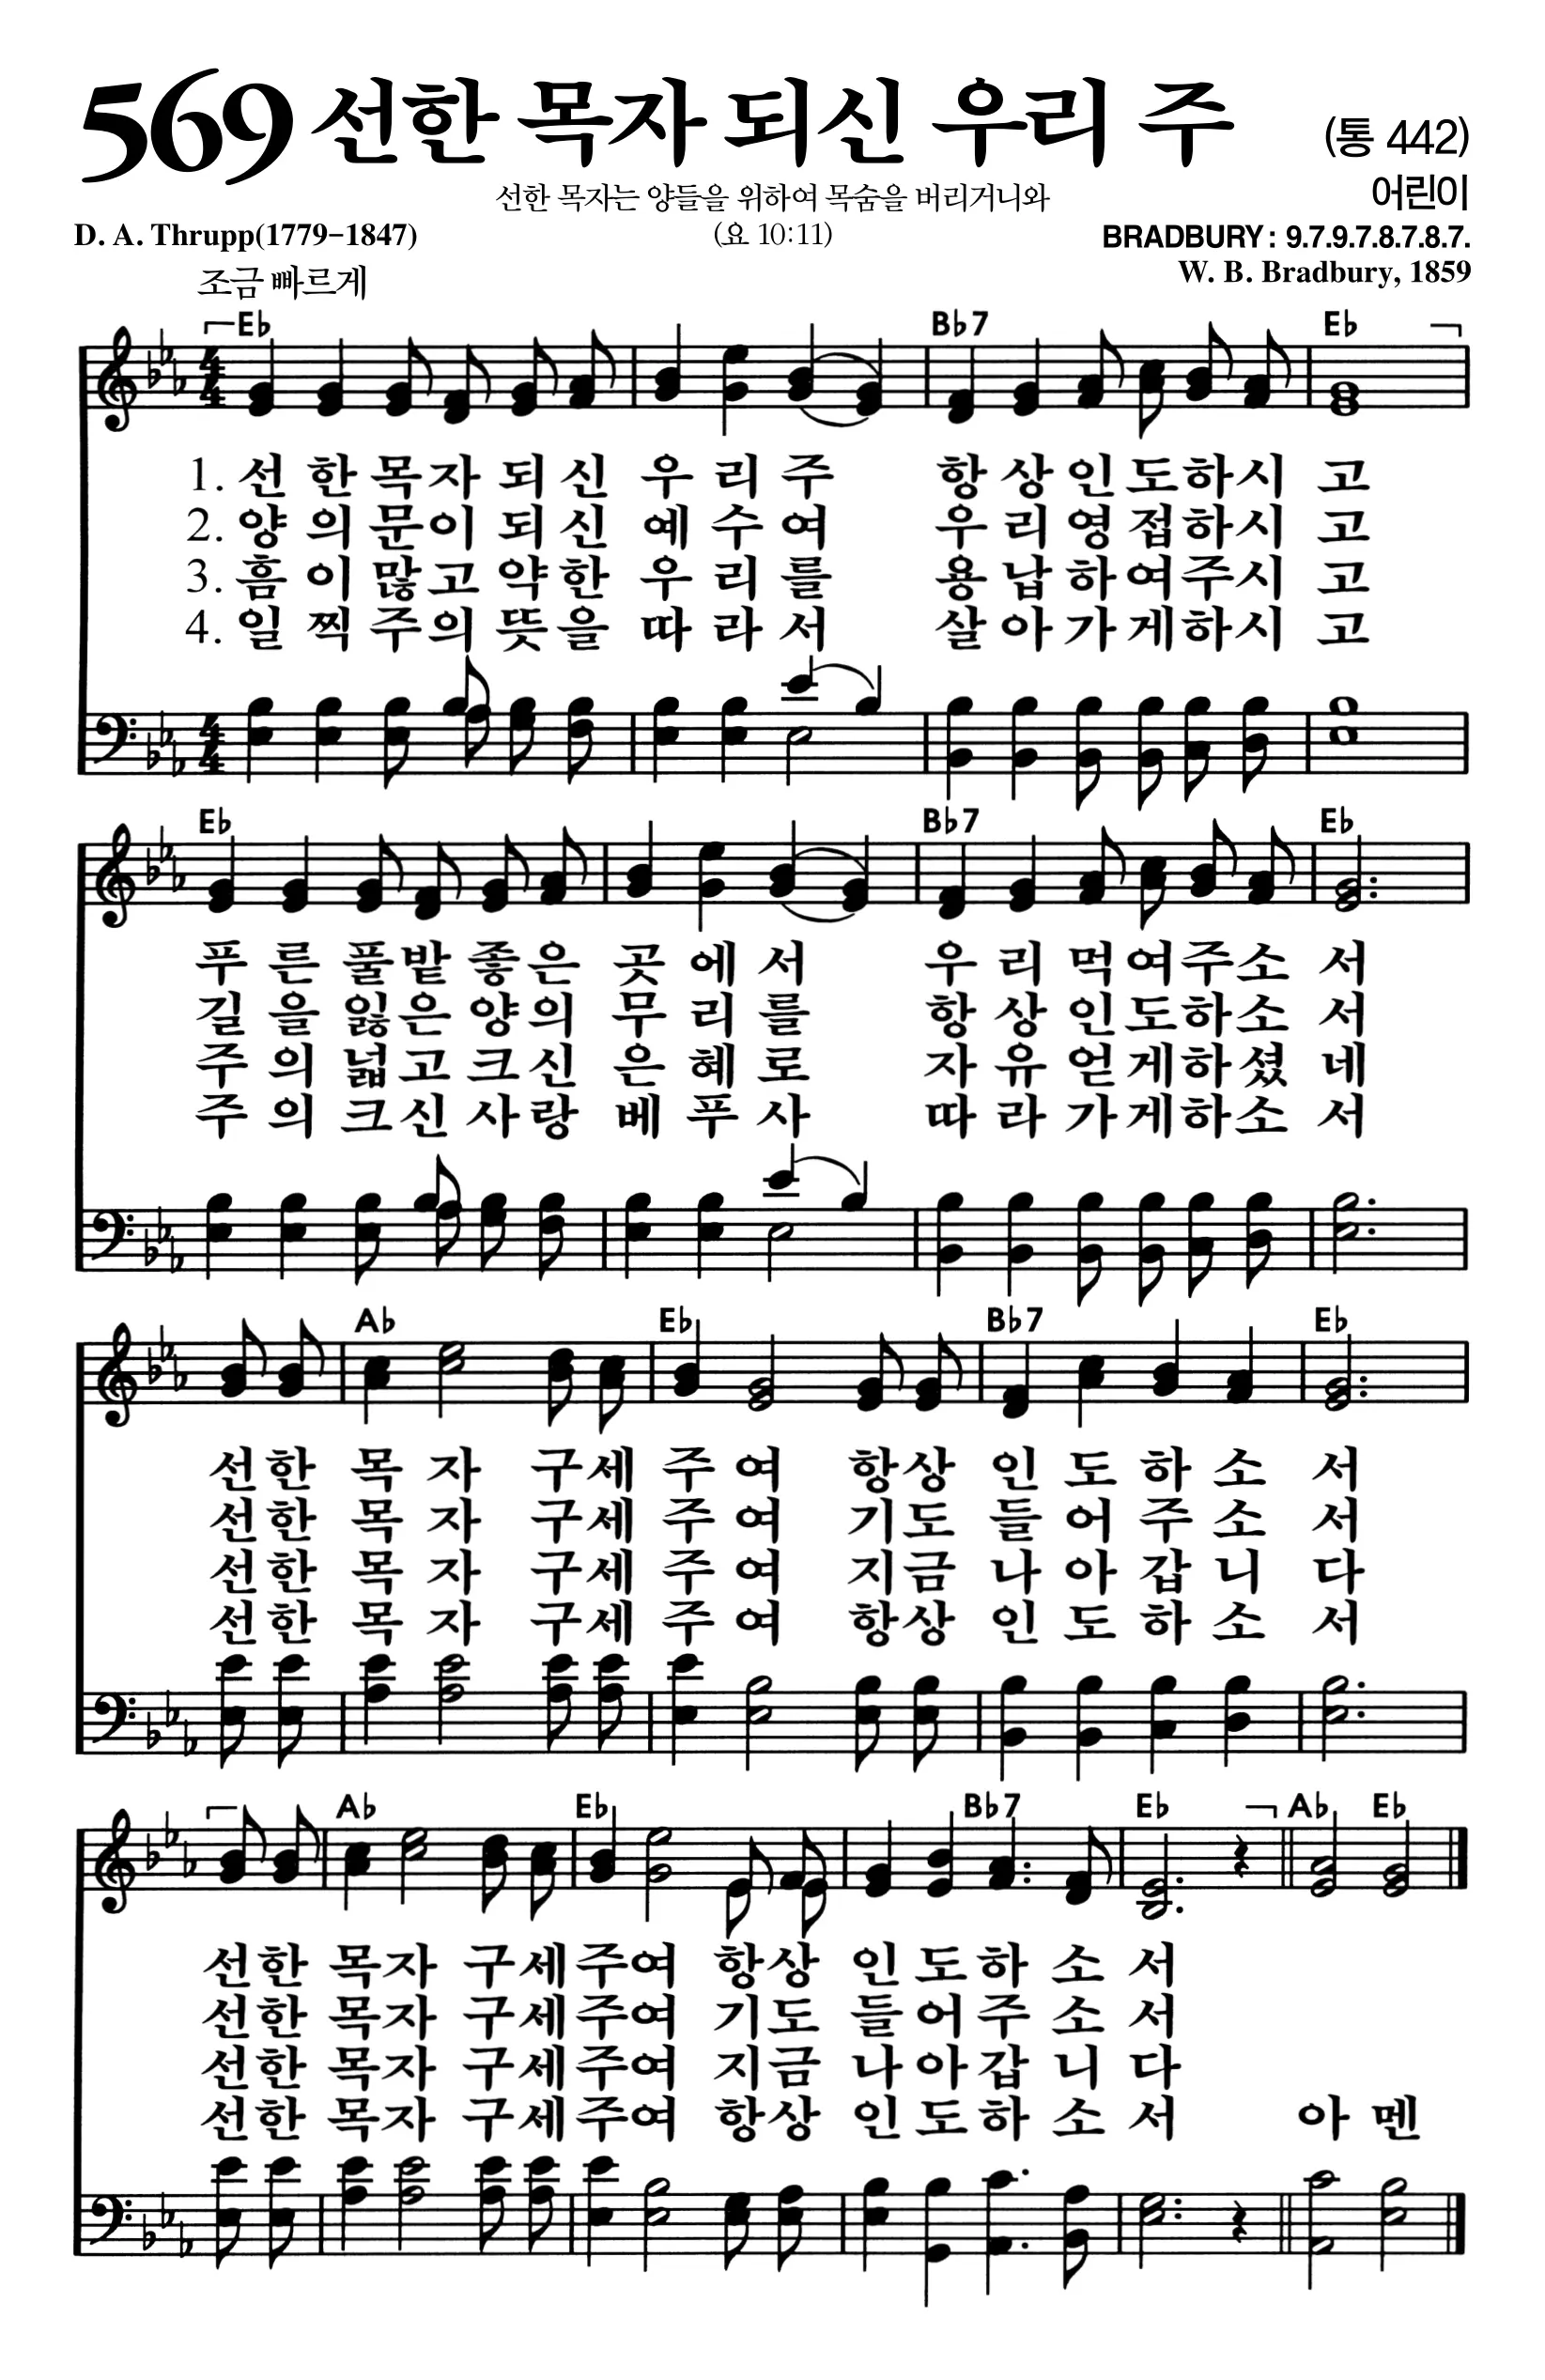 569 선한 목자 되신 우리 주 (통 442)
선한 목자는 양들을 위하여 목숨을 버리거니와 어린이
D. A. Thrupp(1779-1847) (요 10:11) BRADBURY : 9.7.9.7.8.7.8.7.
조금 빠르게 W. B. Bradbury, 1859
E♭ B♭7 E♭
1. 선 한 목 자 되 신 우 리 주 항 상 인 도 하 시 고
2. 양 의 문 이 되 신 예 수 여 우 리 영 접 하 시 고
3. 흠 이 많 고 약 한 우 리 를 용 납 하 여 주 시 고
4. 일 찍 주 의 뜻 을 따 라 서 살 아 가 게 하 시 고
E♭ B♭7 E♭
푸 른 풀 밭 좋 은 곳 에 서 우 리 먹 여 주 소 서
길 을 잃 은 양 의 무 리 를 항 상 인 도 하 소 서
주 의 넓 고 크 신 은 혜 로 자 유 얻 게 하 셨 네
주 의 크 신 사 랑 베 푸 사 따 라 가 게 하 소 서
A♭ E♭ B♭7 E♭
선 한 목 자 구 세 주 여 항 상 인 도 하 소 서
선 한 목 자 구 세 주 여 기 도 들 어 주 소 서
선 한 목 자 구 세 주 여 지 금 나 아 갑 니 다
선 한 목 자 구 세 주 여 항 상 인 도 하 소 서
A♭ E♭ B♭7 E♭ A♭ E♭
선 한 목 자 구 세 주 여 항 상 인 도 하 소 서
선 한 목 자 구 세 주 여 기 도 들 어 주 소 서
선 한 목 자 구 세 주 여 지 금 나 아 갑 니 다
선 한 목 자 구 세 주 여 항 상 인 도 하 소 서 아 멘